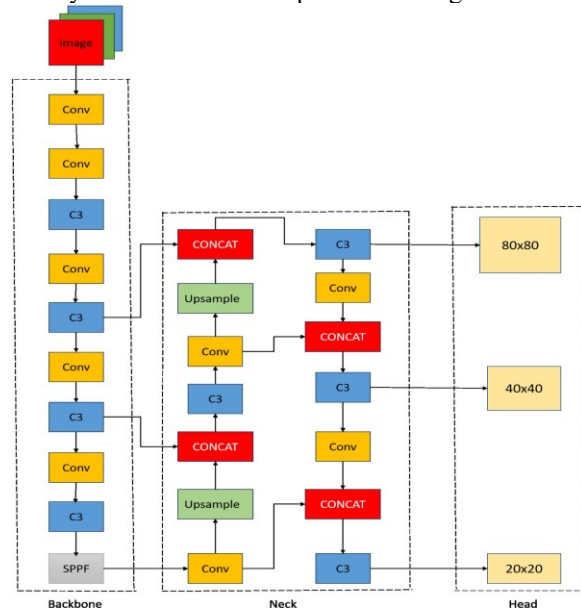 Image
Conv
Conv
C3
Conv
C3
Conv
C3
Conv
C3
SPPF
Backbone
CONCAT
Upsample
Conv
C3
CONCAT
Upsample
Conv
C3
Conv
CONCAT
C3
Conv
CONCAT
C3
Neck
80x80
40x40
20x20
Head